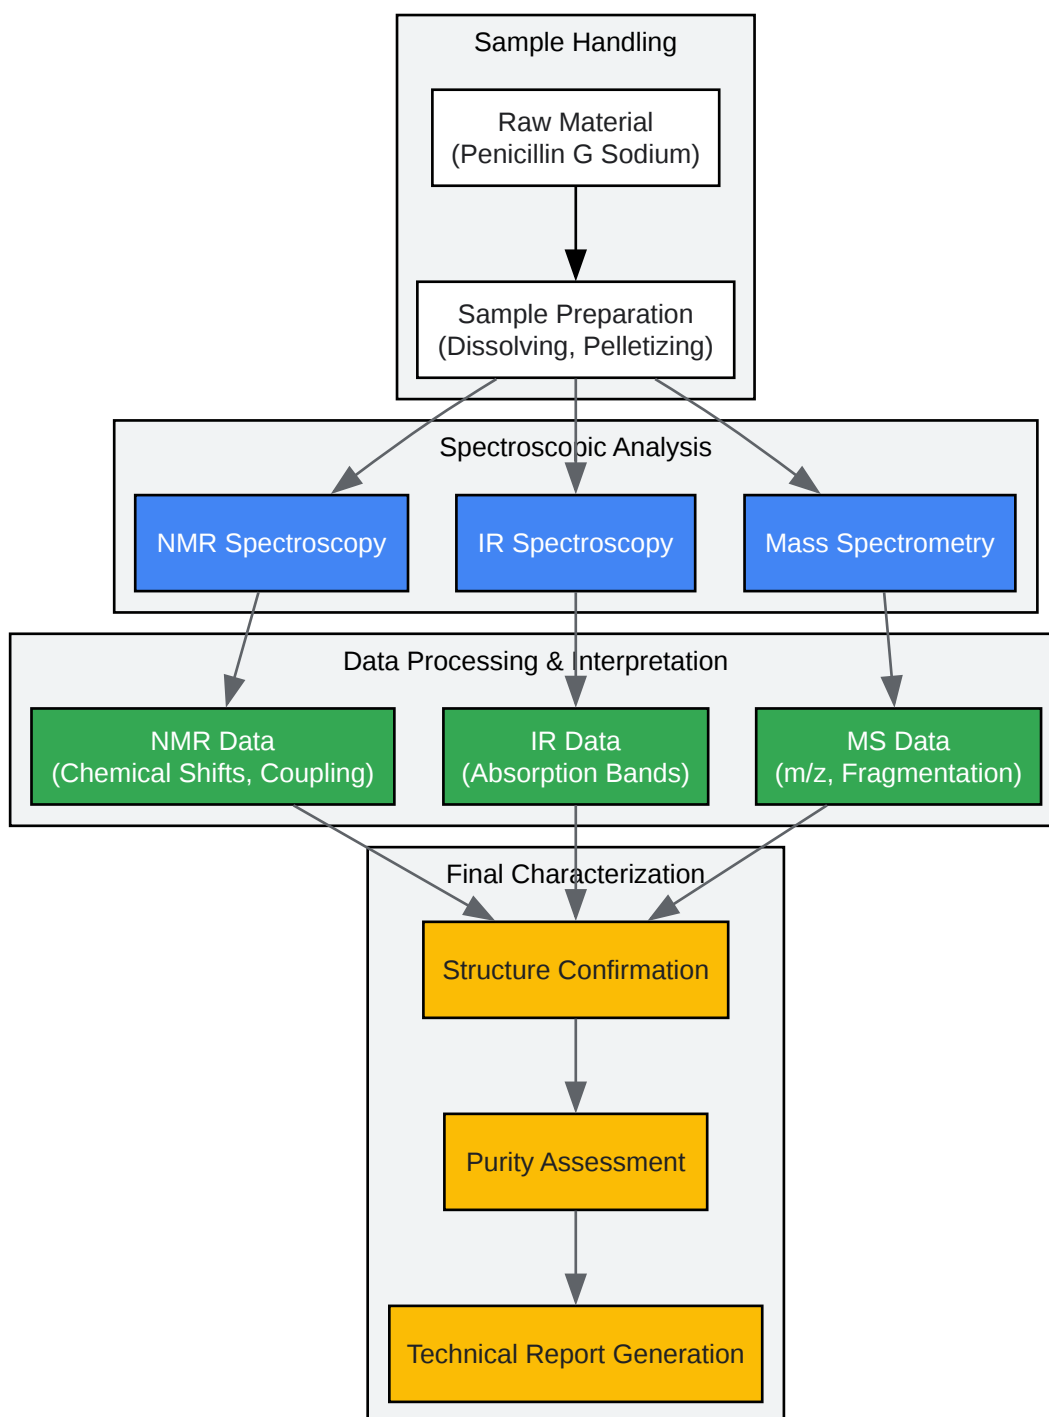 Sample Handling
Raw Material
(Penicillin G Sodium)
Sample Preparation
(Dissolving, Pelletizing)
Spectroscopic Analysis
NMR Spectroscopy
IR Spectroscopy
Mass Spectrometry
Data Processing & Interpretation
NMR Data
(Chemical Shifts, Coupling)
IR Data
(Absorption Bands)
MS Data
(m/z, Fragmentation)
Final Characterization
Structure Confirmation
Purity Assessment
Technical Report Generation